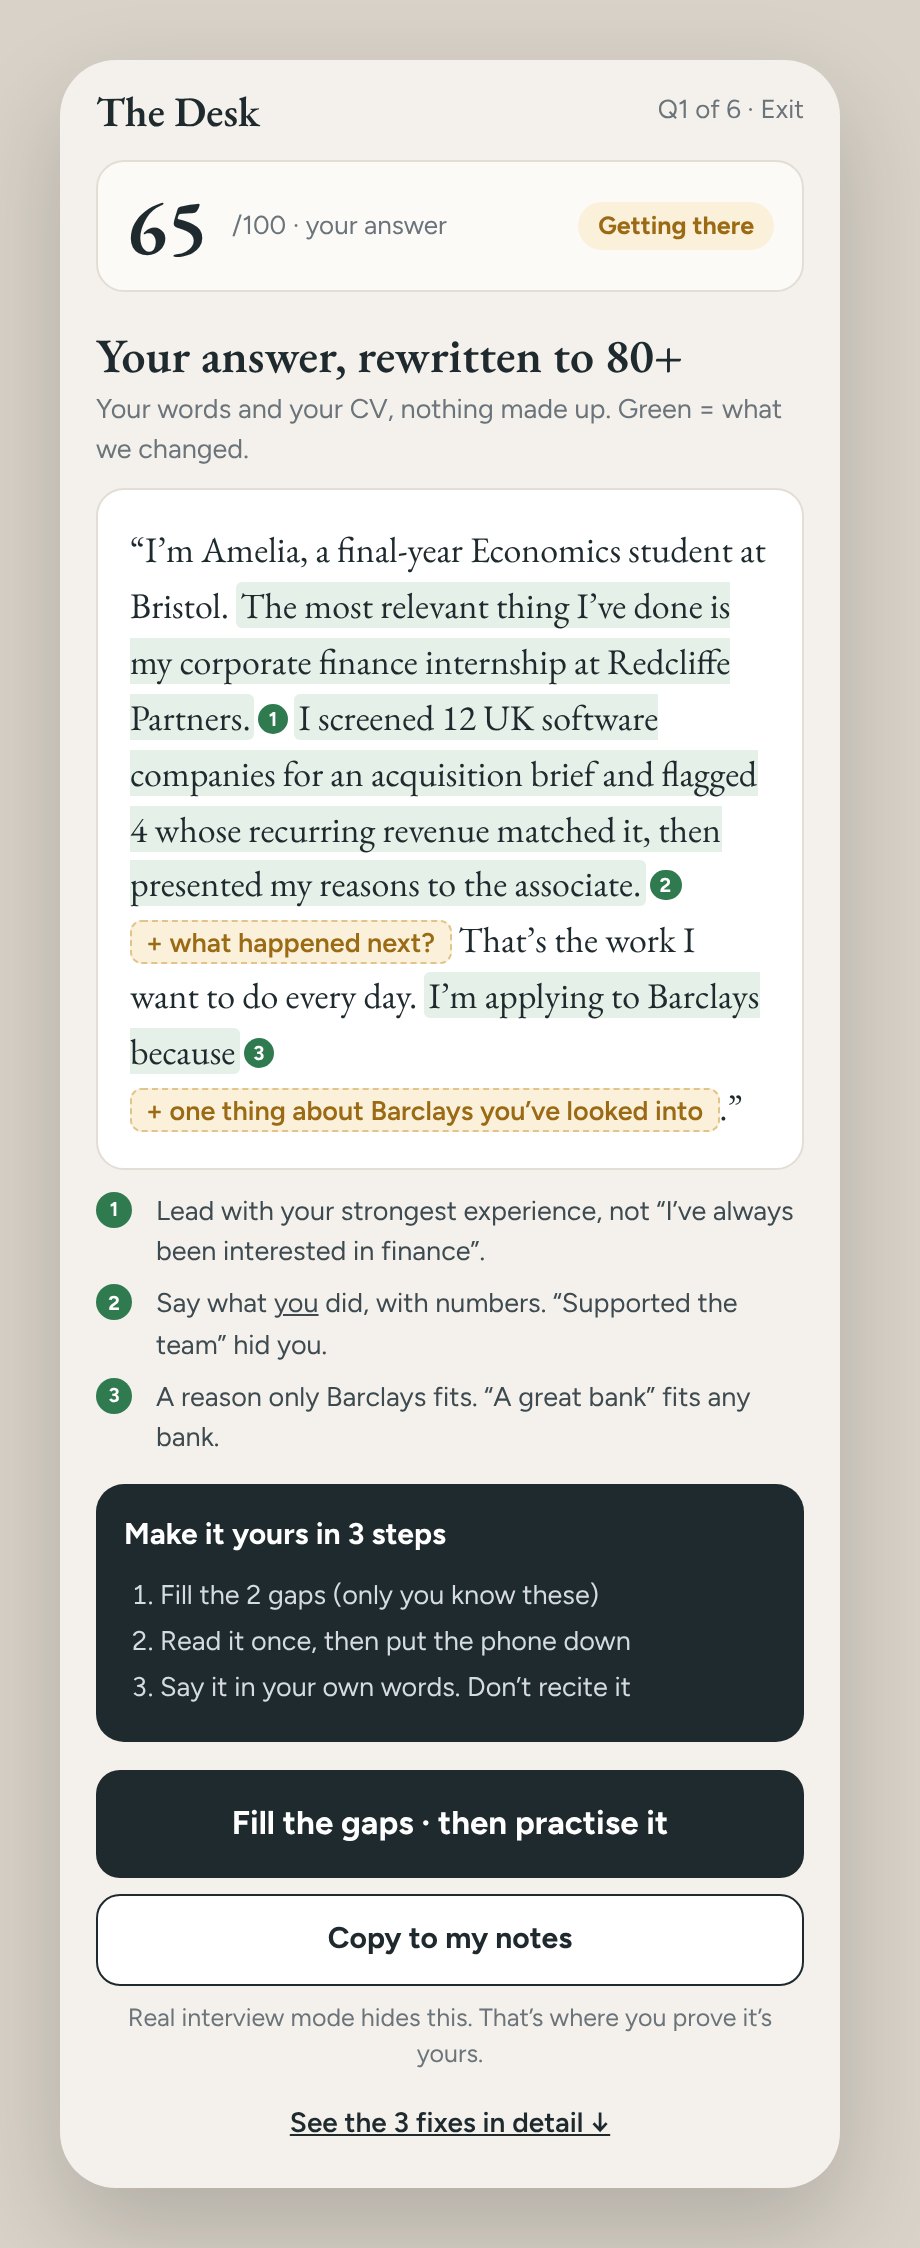 The Desk
Q1 of 6 · Exit
65 /100 · your answer
Getting there
Your answer, rewritten to 80+
Your words and your CV, nothing made up. Green = what
we changed.
“I’m Amelia, a final-year Economics student at
Bristol. The most relevant thing I’ve done is
my corporate finance internship at Redcliffe
Partners. 1 I screened 12 UK software
companies for an acquisition brief and flagged
4 whose recurring revenue matched it, then
presented my reasons to the associate. 2
+ what happened next? That’s the work I
want to do every day. I’m applying to Barclays
because 3
+ one thing about Barclays you’ve looked into .”
1 Lead with your strongest experience, not “I’ve always
been interested in finance”.
2 Say what you did, with numbers. “Supported the
team” hid you.
3 A reason only Barclays fits. “A great bank” fits any
bank.
Make it yours in 3 steps
1. Fill the 2 gaps (only you know these)
2. Read it once, then put the phone down
3. Say it in your own words. Don’t recite it
Fill the gaps · then practise it
Copy to my notes
Real interview mode hides this. That’s where you prove it’s
yours.
See the 3 fixes in detail ↓